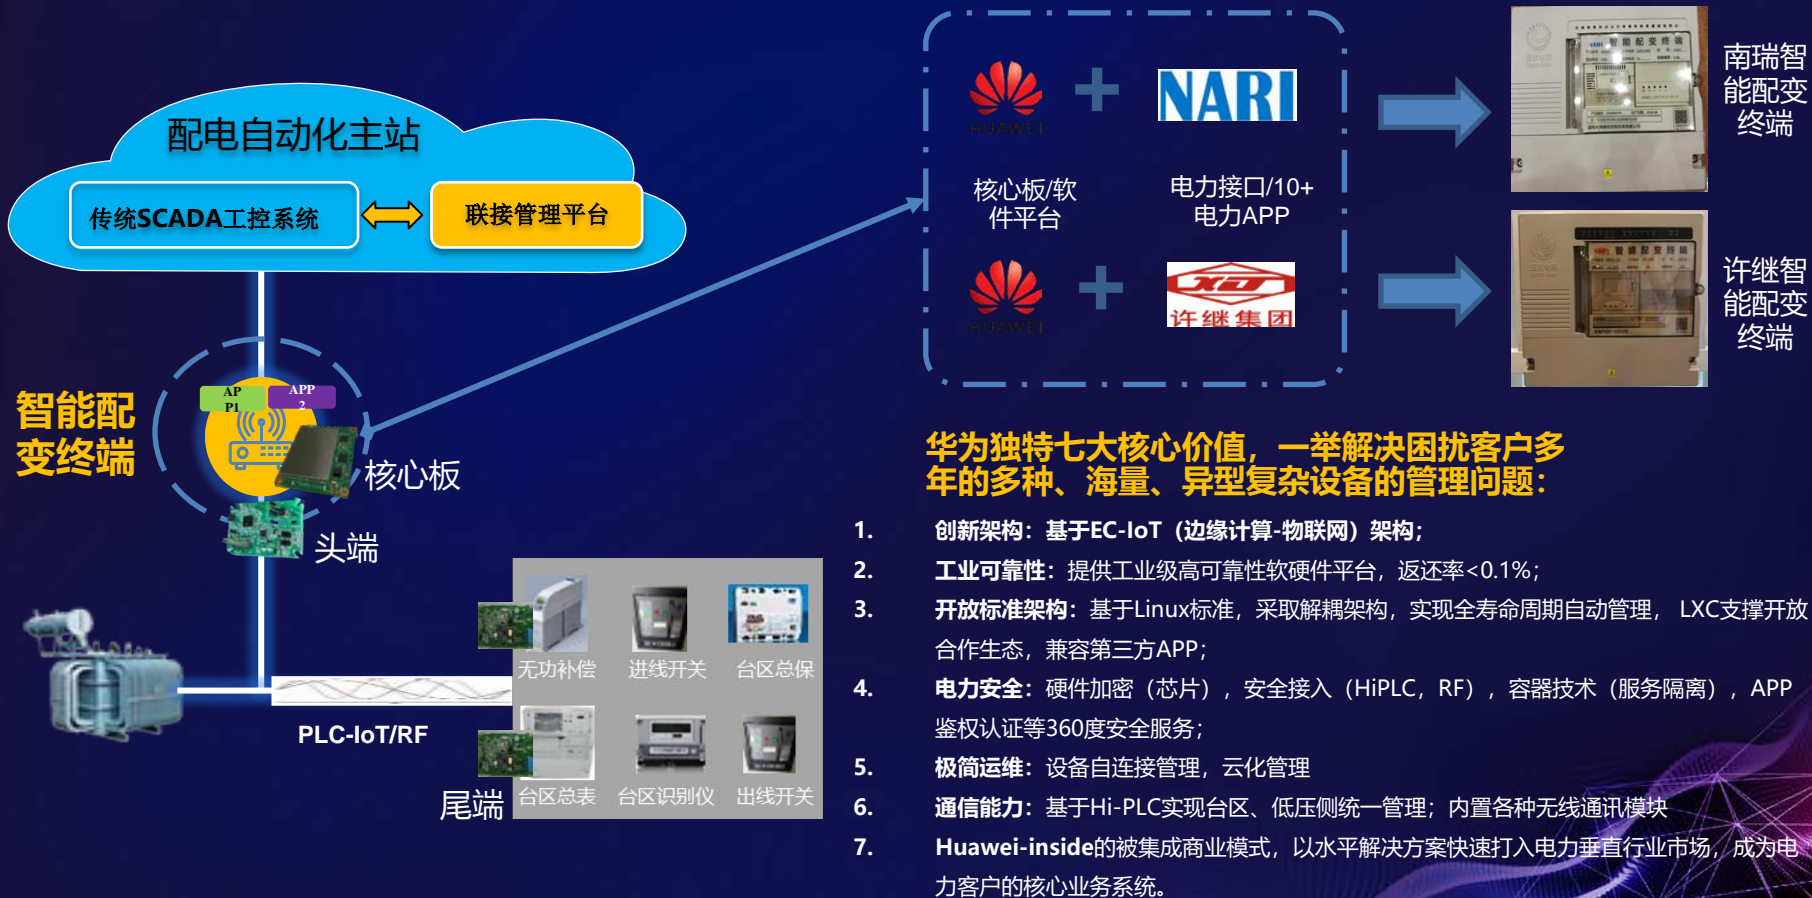 配电自动化主站
传统SCADA工控系统
联接管理平台
智能配
变终端
AP
P1
APP
2
核心板
头端
PLC-IoT/RF
尾端
无功补偿
进线开关
台区总保
台区总表
台区识别仪
出线开关
HUAWEI
NARI
核心板/软
件平台
电力接口/10+
电力APP
HUAWEI
XJ
许继集团
NARI 智能配变终端
南瑞智
能配变
终端
智能配变终端
许继智
能配变
终端
华为独特七大核心价值，一举解决困扰客户多
年的多种、海量、异型复杂设备的管理问题：
1. 创新架构：基于EC-IoT（边缘计算-物联网）架构；
2. 工业可靠性：提供工业级高可靠性软硬件平台，返还率<0.1%；
3. 开放标准架构：基于Linux标准，采取解耦架构，实现全寿命周期自动管理， LXC支撑开放
合作生态，兼容第三方APP；
4. 电力安全：硬件加密（芯片），安全接入（HiPLC，RF），容器技术（服务隔离），APP
鉴权认证等360度安全服务；
5. 极简运维：设备自连接管理，云化管理
6. 通信能力：基于Hi-PLC实现台区、低压侧统一管理；内置各种无线通讯模块
7. Huawei-inside的被集成商业模式，以水平解决方案快速打入电力垂直行业市场，成为电
力客户的核心业务系统。